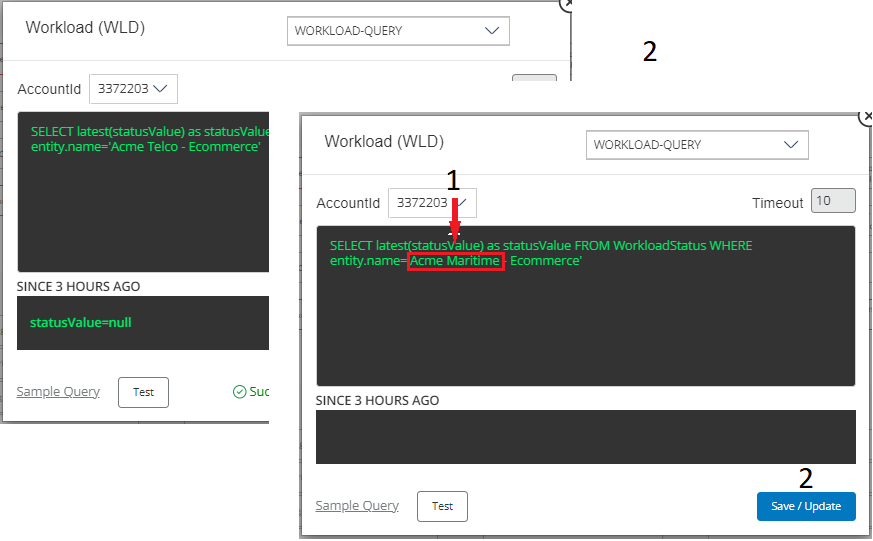 Workload (WLD)
WORKLOAD-QUERY
2
AccountId
3372203
SELECT latest(statusValue) as statusValue
entity.name='Acme Telco - Ecommerce'
SINCE 3 HOURS AGO
statusValue=null
Sample Query
Test
Suc
Workload (WLD)
WORKLOAD-QUERY
1
AccountId
3372203
Timeout
10
SELECT latest(statusValue) as statusValue FROM WorkloadStatus WHERE
entity.name='Acme Maritime - Ecommerce'
SINCE 3 HOURS AGO
2
Sample Query
Test
Save / Update